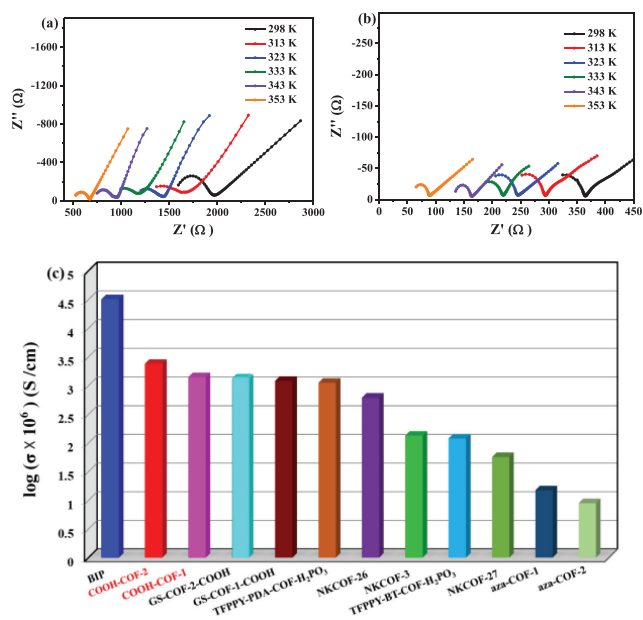 (a)
298 K
313 K
323 K
333 K
343 K
353 K
-1600
-1200
-800
-400
0
Z'' (Ω)
500 1000 1500 2000 2500 3000
Z' (Ω)
(b)
298 K
313 K
323 K
333 K
343 K
353 K
-250
-200
-150
-100
-50
0
Z'' (Ω)
0 50 100 150 200 250 300 350 400 450
Z' (Ω)
(c)
5
4.5
4
3.5
3
2.5
2
1.5
1
0.5
0
log (σ × 10⁶) (S /cm)
BIP
COOH-COF-2
COOH-COF-1
GS-COF-2-COOH
GS-COF-1-COOH
TFPPY-PDA-COF-H₂PO₃
NKCOF-26
NKCOF-3
TFPPY-BT-COF-H₂PO₃
NKCOF-27
aza-COF-1
aza-COF-2